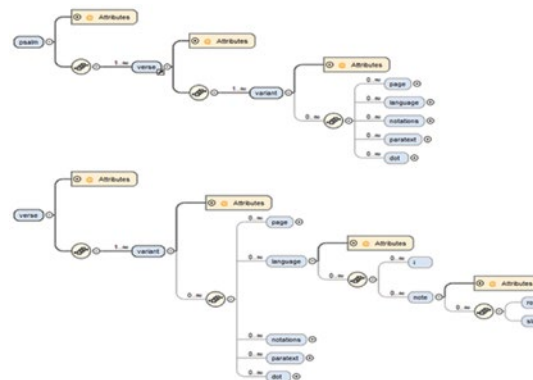 Attributes
psalm
1..∞ verse
Attributes
1..∞ variant
Attributes
0..∞
0..∞ page
0..∞ language
0..∞ notations
0..∞ paratext
0..∞ dot
verse
Attributes
1..∞ variant
Attributes
0..∞
0..∞ page
0..∞ language
Attributes
0..∞
0..∞
0..∞ note
Attributes
0..∞
0..∞ notations
0..∞ paratext
0..∞ dot